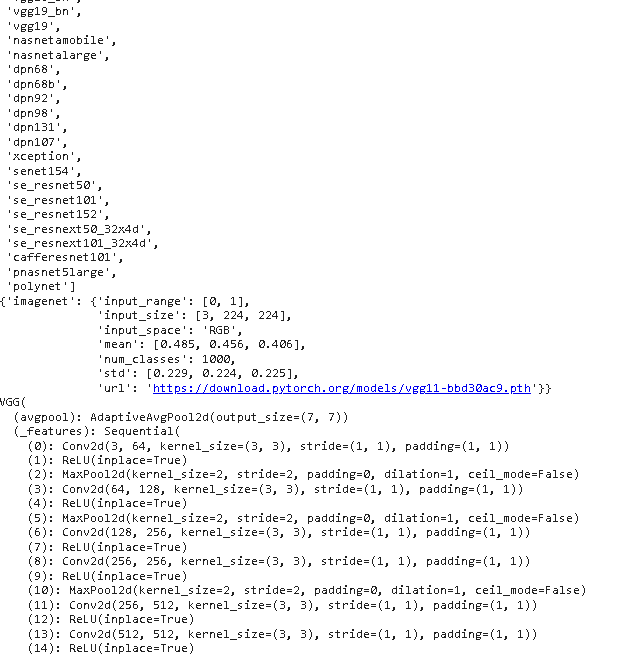 'vgg19_bn',
'vgg19',
'nasnetamobile',
'nasnetalarge',
'dpn68',
'dpn68b',
'dpn92',
'dpn98',
'dpn131',
'dpn107',
'xception',
'senet154',
'se_resnet50',
'se_resnet101',
'se_resnet152',
'se_resnext50_32x4d',
'se_resnext101_32x4d',
'cafferesnet101',
'pnasnet5large',
'polynet']
{'imagenet': {'input_range': [0, 1],
'input_size': [3, 224, 224],
'input_space': 'RGB',
'mean': [0.485, 0.456, 0.406],
'num_classes': 1000,
'std': [0.229, 0.224, 0.225],
'url': 'https://download.pytorch.org/models/vgg11-bbd30ac9.pth'}}
VGG(
(avgpool): AdaptiveAvgPool2d(output_size=(7, 7))
(_features): Sequential(
(0): Conv2d(3, 64, kernel_size=(3, 3), stride=(1, 1), padding=(1, 1))
(1): ReLU(inplace=True)
(2): MaxPool2d(kernel_size=2, stride=2, padding=0, dilation=1, ceil_mode=False)
(3): Conv2d(64, 128, kernel_size=(3, 3), stride=(1, 1), padding=(1, 1))
(4): ReLU(inplace=True)
(5): MaxPool2d(kernel_size=2, stride=2, padding=0, dilation=1, ceil_mode=False)
(6): Conv2d(128, 256, kernel_size=(3, 3), stride=(1, 1), padding=(1, 1))
(7): ReLU(inplace=True)
(8): Conv2d(256, 256, kernel_size=(3, 3), stride=(1, 1), padding=(1, 1))
(9): ReLU(inplace=True)
(10): MaxPool2d(kernel_size=2, stride=2, padding=0, dilation=1, ceil_mode=False)
(11): Conv2d(256, 512, kernel_size=(3, 3), stride=(1, 1), padding=(1, 1))
(12): ReLU(inplace=True)
(13): Conv2d(512, 512, kernel_size=(3, 3), stride=(1, 1), padding=(1, 1))
(14): ReLU(inplace=True)